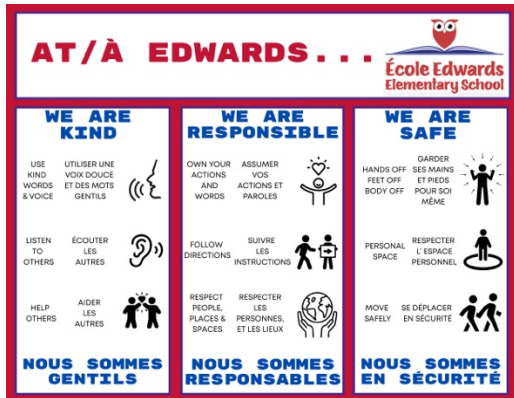 AT/À EDWARDS...
École Edwards
Elementary School
WE ARE
KIND
USE
KIND
WORDS
& VOICE
UTILISER UNE
VOIX DOUCE
ET DES MOTS
GENTILS
LISTEN
TO
OTHERS
ÉCOUTER
LES
AUTRES
HELP
OTHERS
AIDER
LES
AUTRES
NOUS SOMMES
GENTILS
WE ARE
RESPONSIBLE
OWN YOUR
ACTIONS
AND
WORDS
ASSUMER
VOS
ACTIONS ET
PAROLES
FOLLOW
DIRECTIONS
SUIVRE
LES
INSTRUCTIONS
RESPECT
PEOPLE,
PLACES &
SPACES
RESPECTER
LES
PERSONNES,
ET LES LIEUX
NOUS SOMMES
RESPONSABLES
WE ARE
SAFE
HANDS OFF
FEET OFF
BODY OFF
GARDER
SES MAINS
ET PIEDS
POUR SOI
MÊME
PERSONAL
SPACE
RESPECTER
L' ESPACE
PERSONNEL
MOVE
SAFELY
SE DÉPLACER
EN SÉCURITÉ
NOUS SOMMES
EN SÉCURITÉ